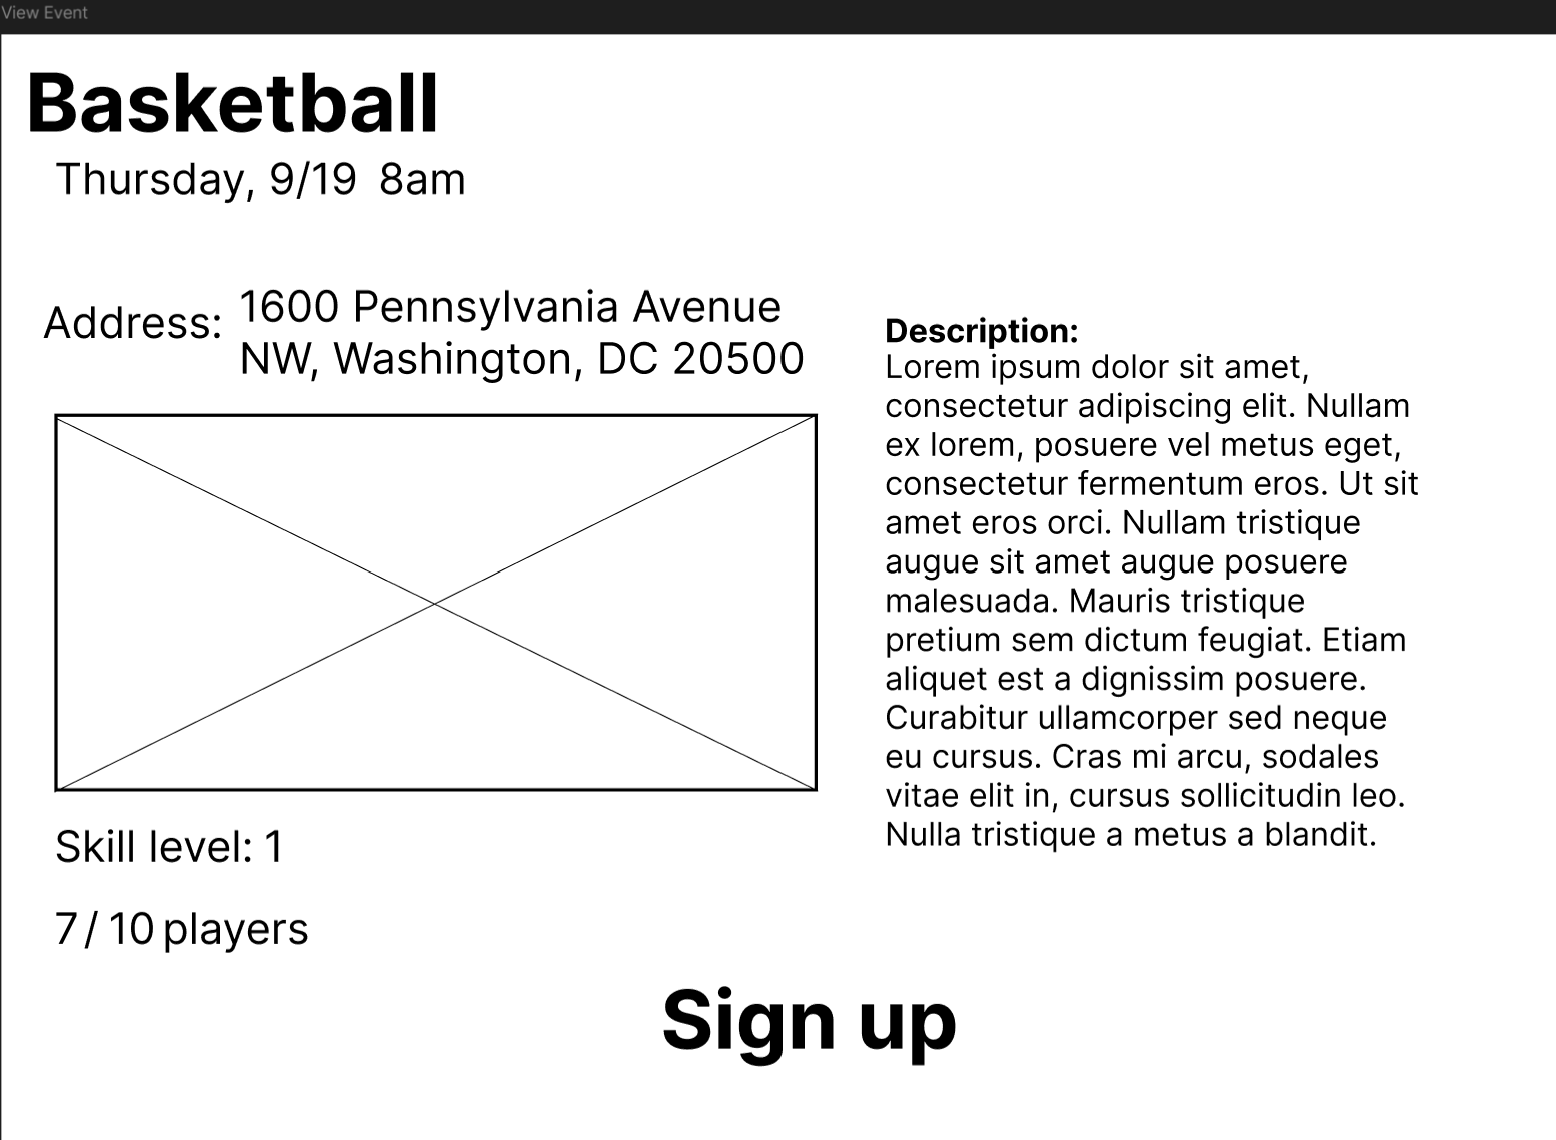 View Event
Basketball
Thursday, 9/19 8am
Address:
1600 Pennsylvania Avenue
NW, Washington, DC 20500
Skill level: 1
7 / 10 players
Description:
Lorem ipsum dolor sit amet,
consectetur adipiscing elit. Nullam
ex lorem, posuere vel metus eget,
consectetur fermentum eros. Ut sit
amet eros orci. Nullam tristique
augue sit amet augue posuere
malesuada. Mauris tristique
pretium sem dictum feugiat. Etiam
aliquet est a dignissim posuere.
Curabitur ullamcorper sed neque
eu cursus. Cras mi arcu, sodales
vitae elit in, cursus sollicitudin leo.
Nulla tristique a metus a blandit.
Sign up